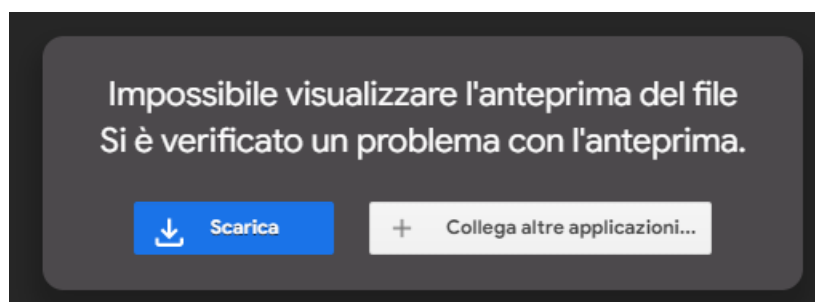 Impossibile visualizzare l'anteprima del file
Si è verificato un problema con l'anteprima.
Scarica
+ Collega altre applicazioni...